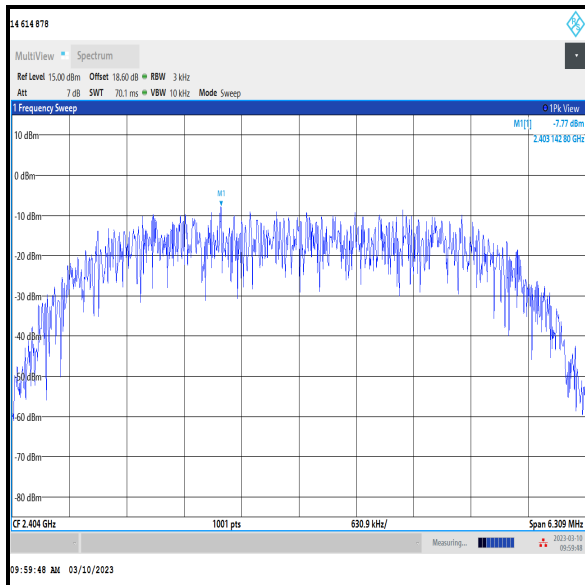 14 614 878
R S
MultiView Spectrum
Ref Level 15.00 dBm Offset 18.60 dB RBW 3 kHz
Att 7 dB SWT 70.1 ms VBW 10 kHz Mode Sweep
1 Frequency Sweep 1Pk View
M1[1] -7.77 dBm
2.403 142 80 GHz
10 dBm
0 dBm
M1
-10 dBm
-20 dBm
-30 dBm
-40 dBm
-50 dBm
-60 dBm
-70 dBm
-80 dBm
CF 2.404 GHz 1001 pts 630.9 kHz/ Span 6.309 MHz
Measuring... 2023-03-10
09:59:48
09:59:48 AM 03/10/2023